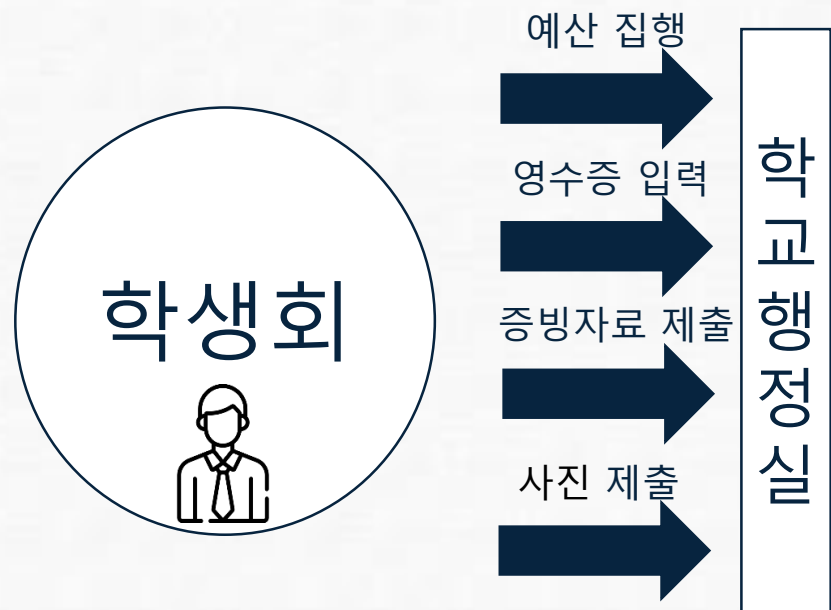 예산 집행
영수증 입력
증빙자료 제출
사진 제출
학생회
학교행정실